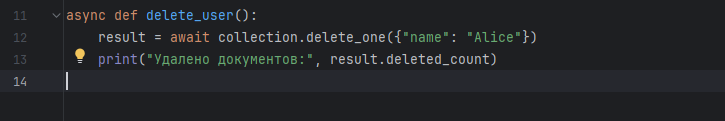 11 async def delete_user():
12     result = await collection.delete_one({"name": "Alice"})
13     print("Удалено документов:", result.deleted_count)
14